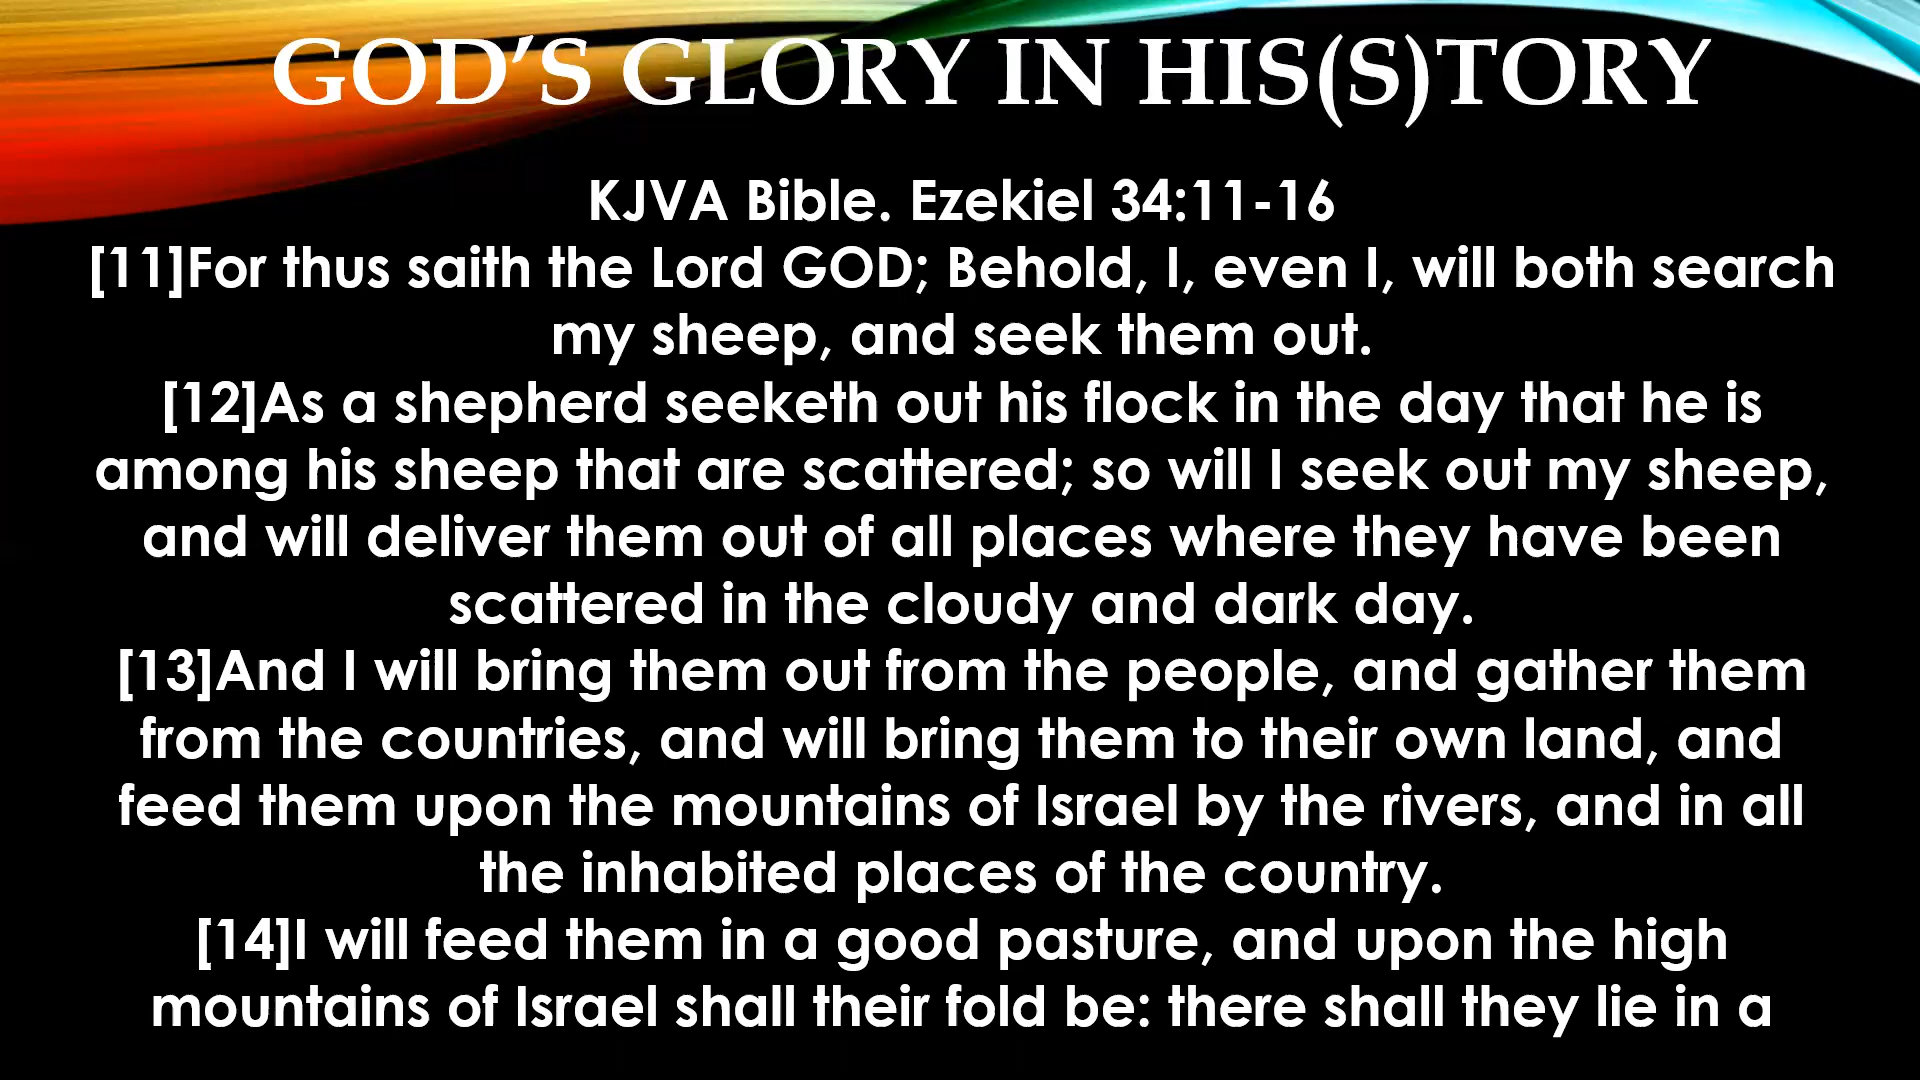 GOD’S GLORY IN HIS(S)TORY
KJVA Bible. Ezekiel 34:11-16
[11]For thus saith the Lord GOD; Behold, I, even I, will both search
my sheep, and seek them out.
[12]As a shepherd seeketh out his flock in the day that he is
among his sheep that are scattered; so will I seek out my sheep,
and will deliver them out of all places where they have been
scattered in the cloudy and dark day.
[13]And I will bring them out from the people, and gather them
from the countries, and will bring them to their own land, and
feed them upon the mountains of Israel by the rivers, and in all
the inhabited places of the country.
[14]I will feed them in a good pasture, and upon the high
mountains of Israel shall their fold be: there shall they lie in a